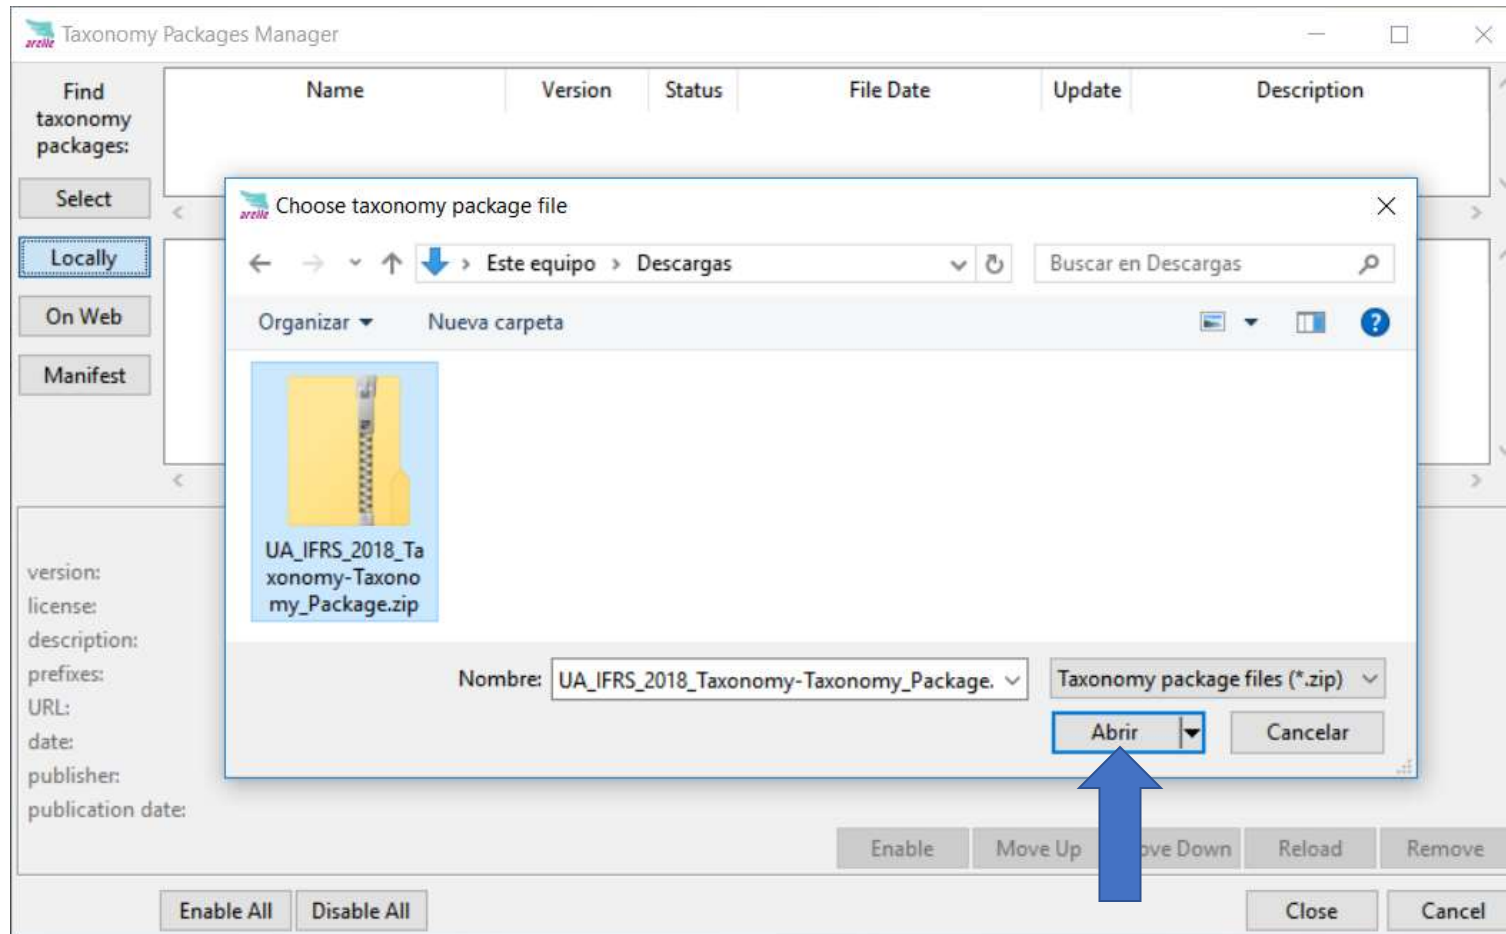 arelle Taxonomy Packages Manager
Find taxonomy packages:
Name Version Status File Date Update Description
Select
Locally
On Web
Manifest
arelle Choose taxonomy package file
Este equipo › Descargas
Buscar en Descargas
Organizar Nueva carpeta
UA_IFRS_2018_Ta
xonomy-Taxono
my_Package.zip
Nombre: UA_IFRS_2018_Taxonomy-Taxonomy_Package. Taxonomy package files (*.zip)
Abrir Cancelar
version:
license:
description:
prefixes:
URL:
date:
publisher:
publication date:
Enable Move Up ove Down Reload Remove
Enable All Disable All Close Cancel